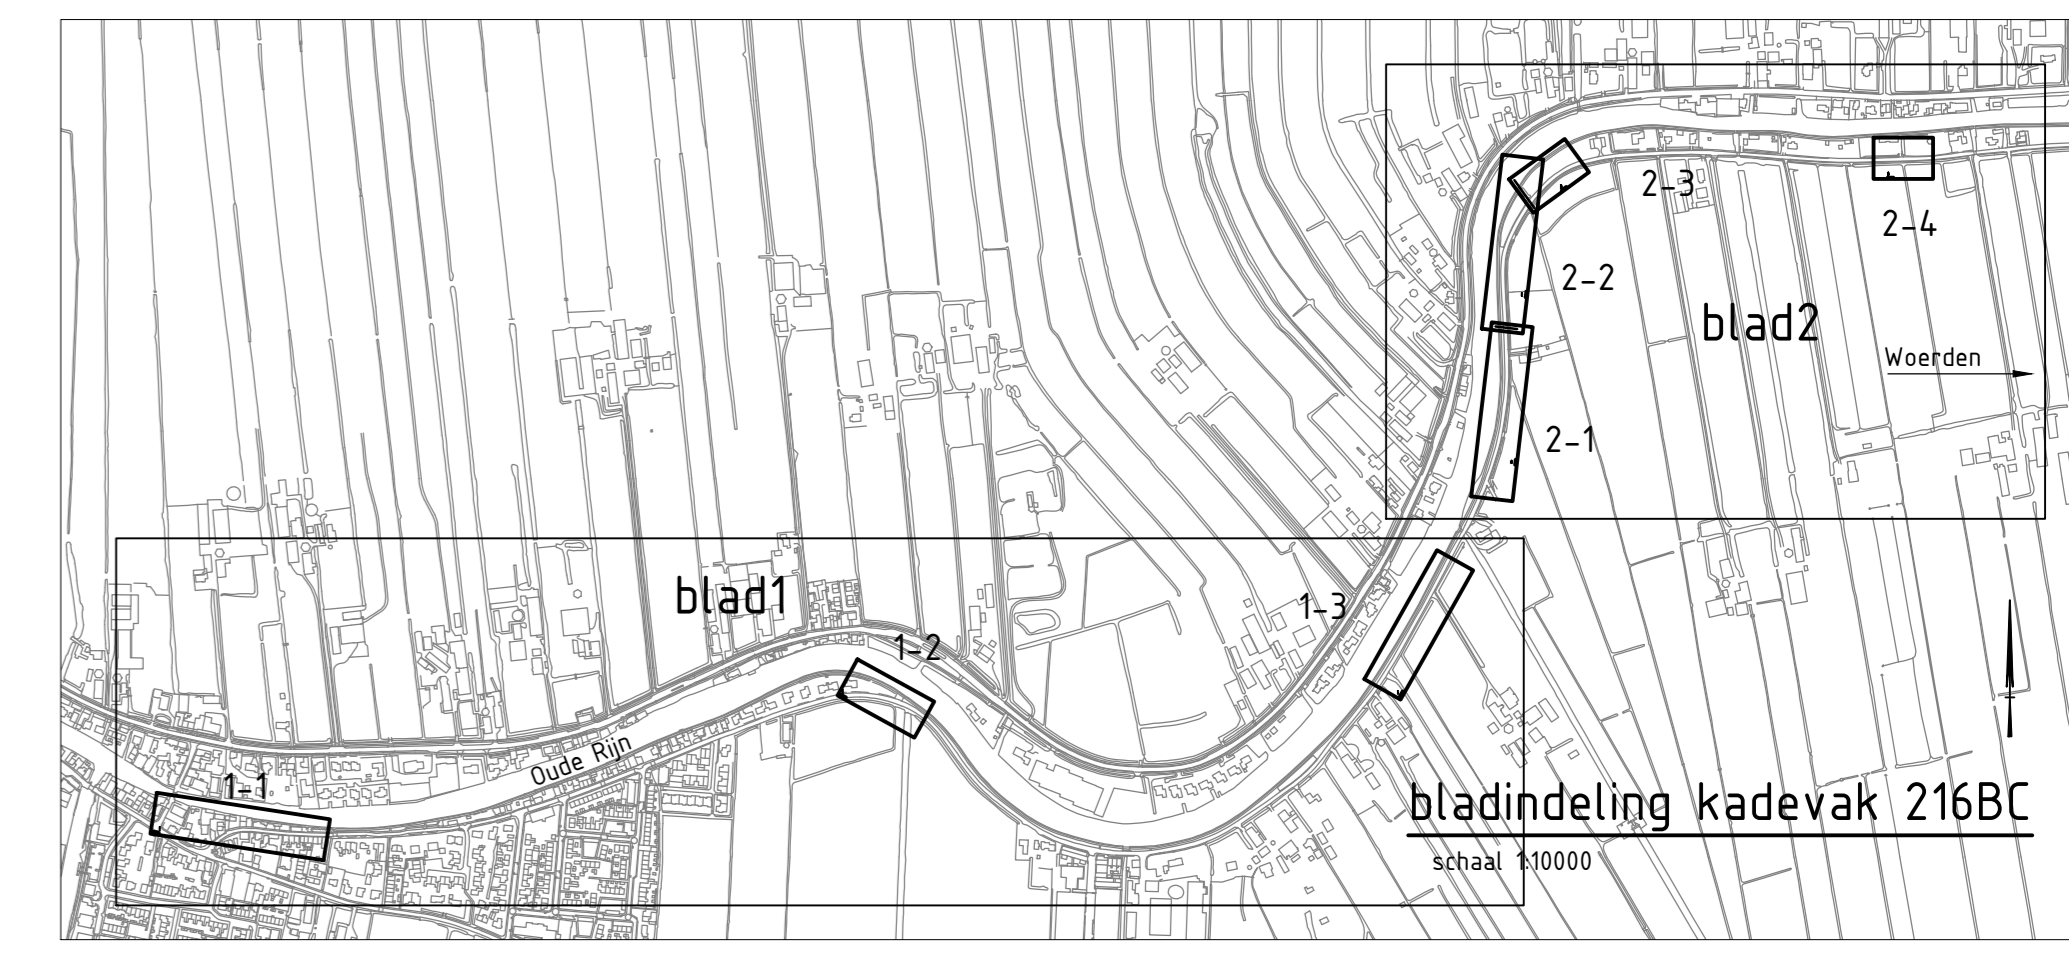 2-3
2-4
2-2
blad2
Woerden
2-1
blad1
1-3
1-2
Oude Rijn
1-1
bladindeling kadevak 216BC
schaal 1:10000